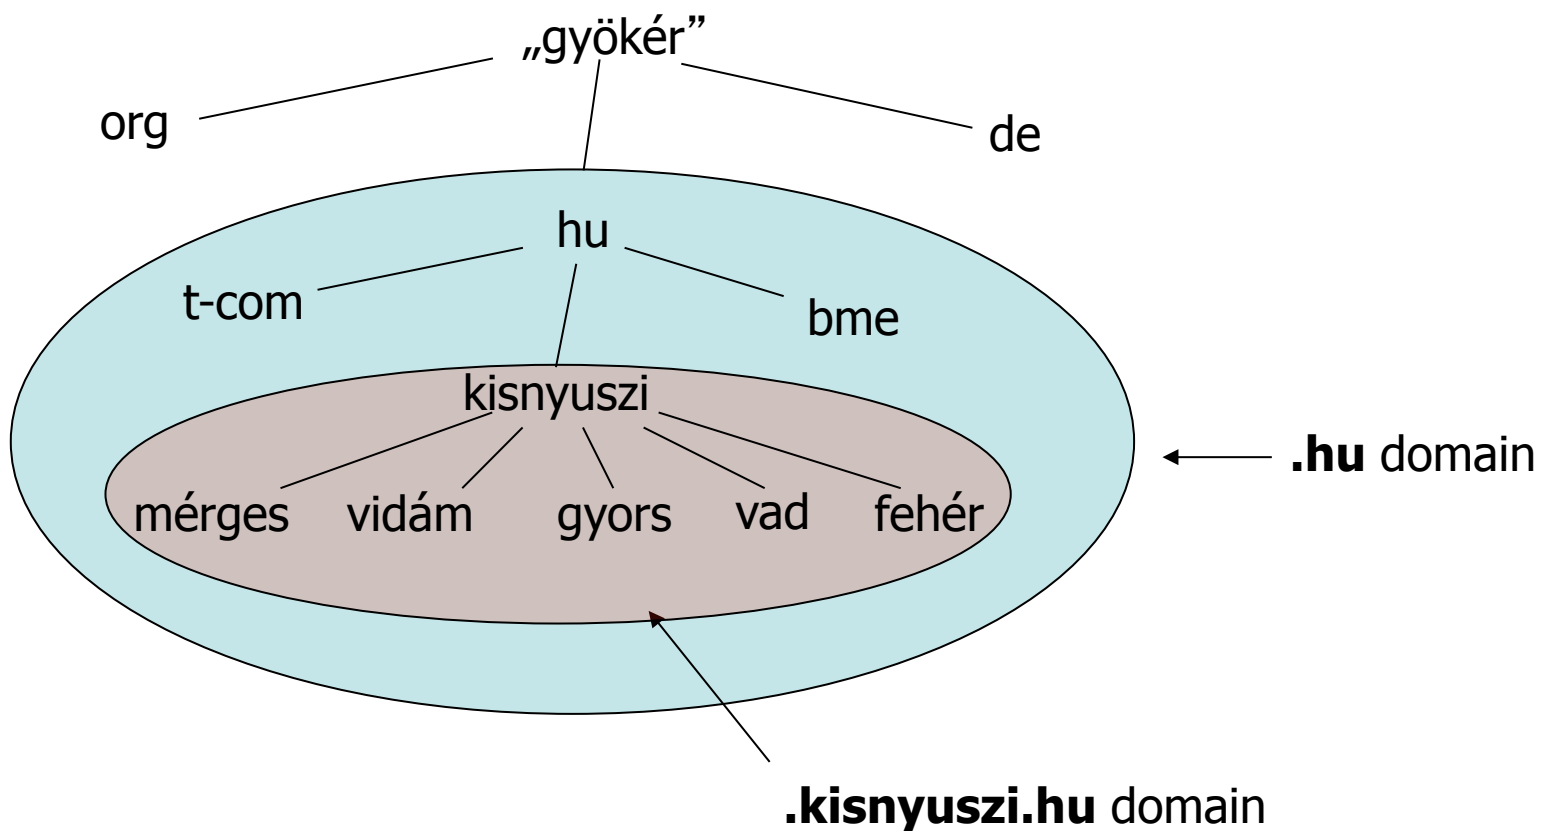 „gyökér”
org
de
hu
t-com
bme
kisnyuszi
.hu domain
mérges vidám gyors vad fehér
.kisnyuszi.hu domain